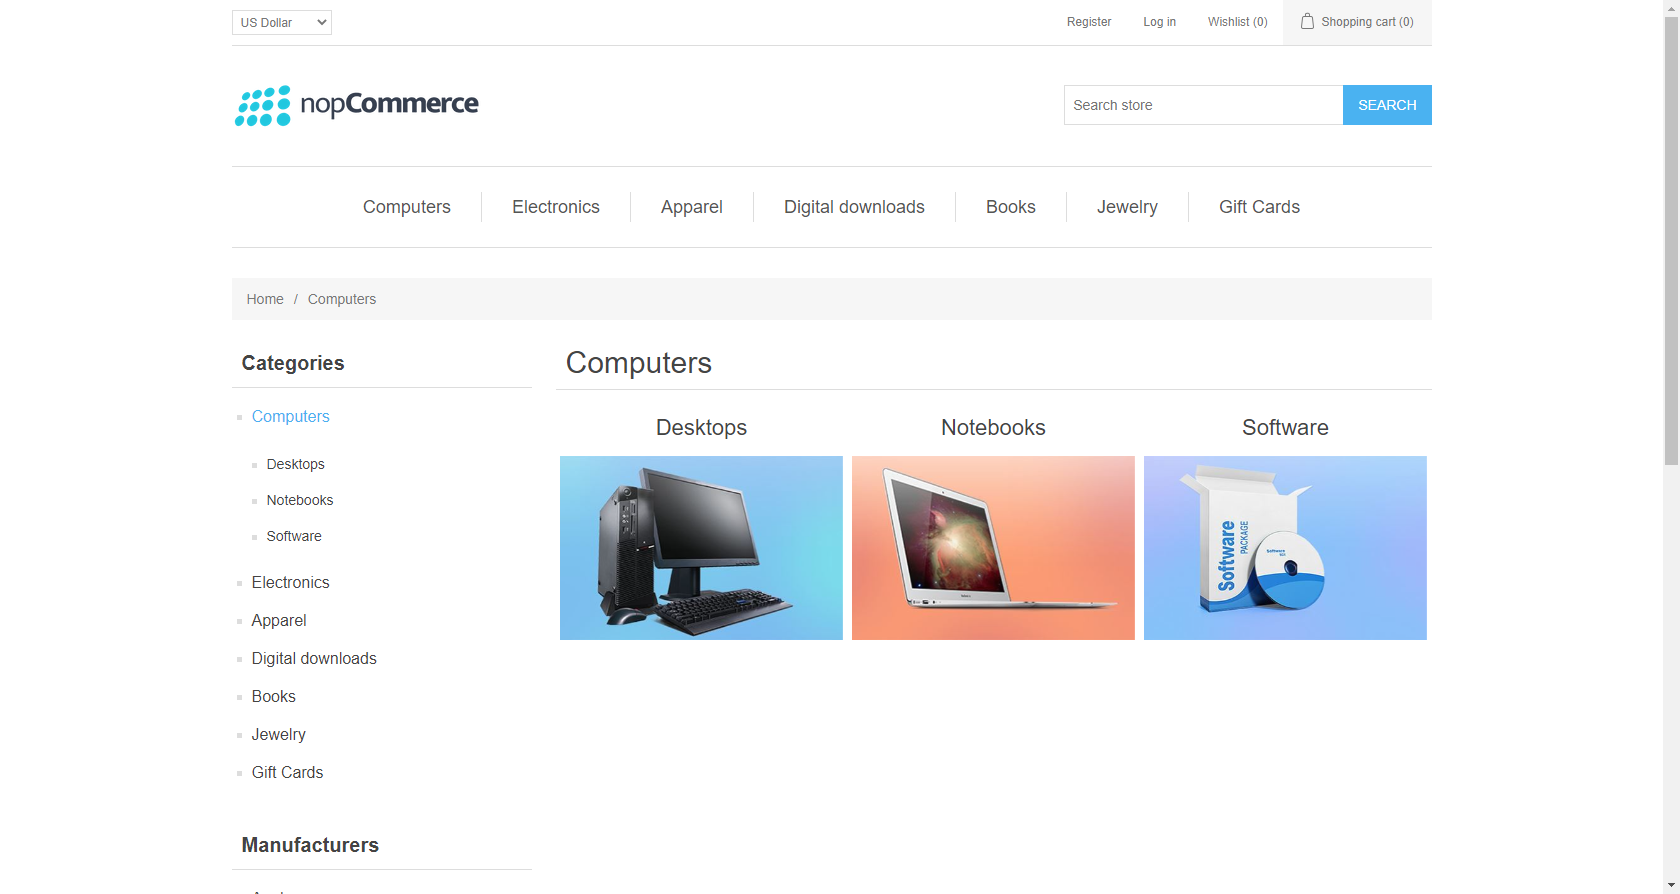 US Dollar
Register
Log in
Wishlist (0)
Shopping cart (0)
nopCommerce
Search store
SEARCH
Computers
Electronics
Apparel
Digital downloads
Books
Jewelry
Gift Cards
Home / Computers
Categories
Computers
Desktops
Notebooks
Software
Electronics
Apparel
Digital downloads
Books
Jewelry
Gift Cards
Manufacturers
Computers
Desktops
Notebooks
Software
Software
PACKAGE
Software